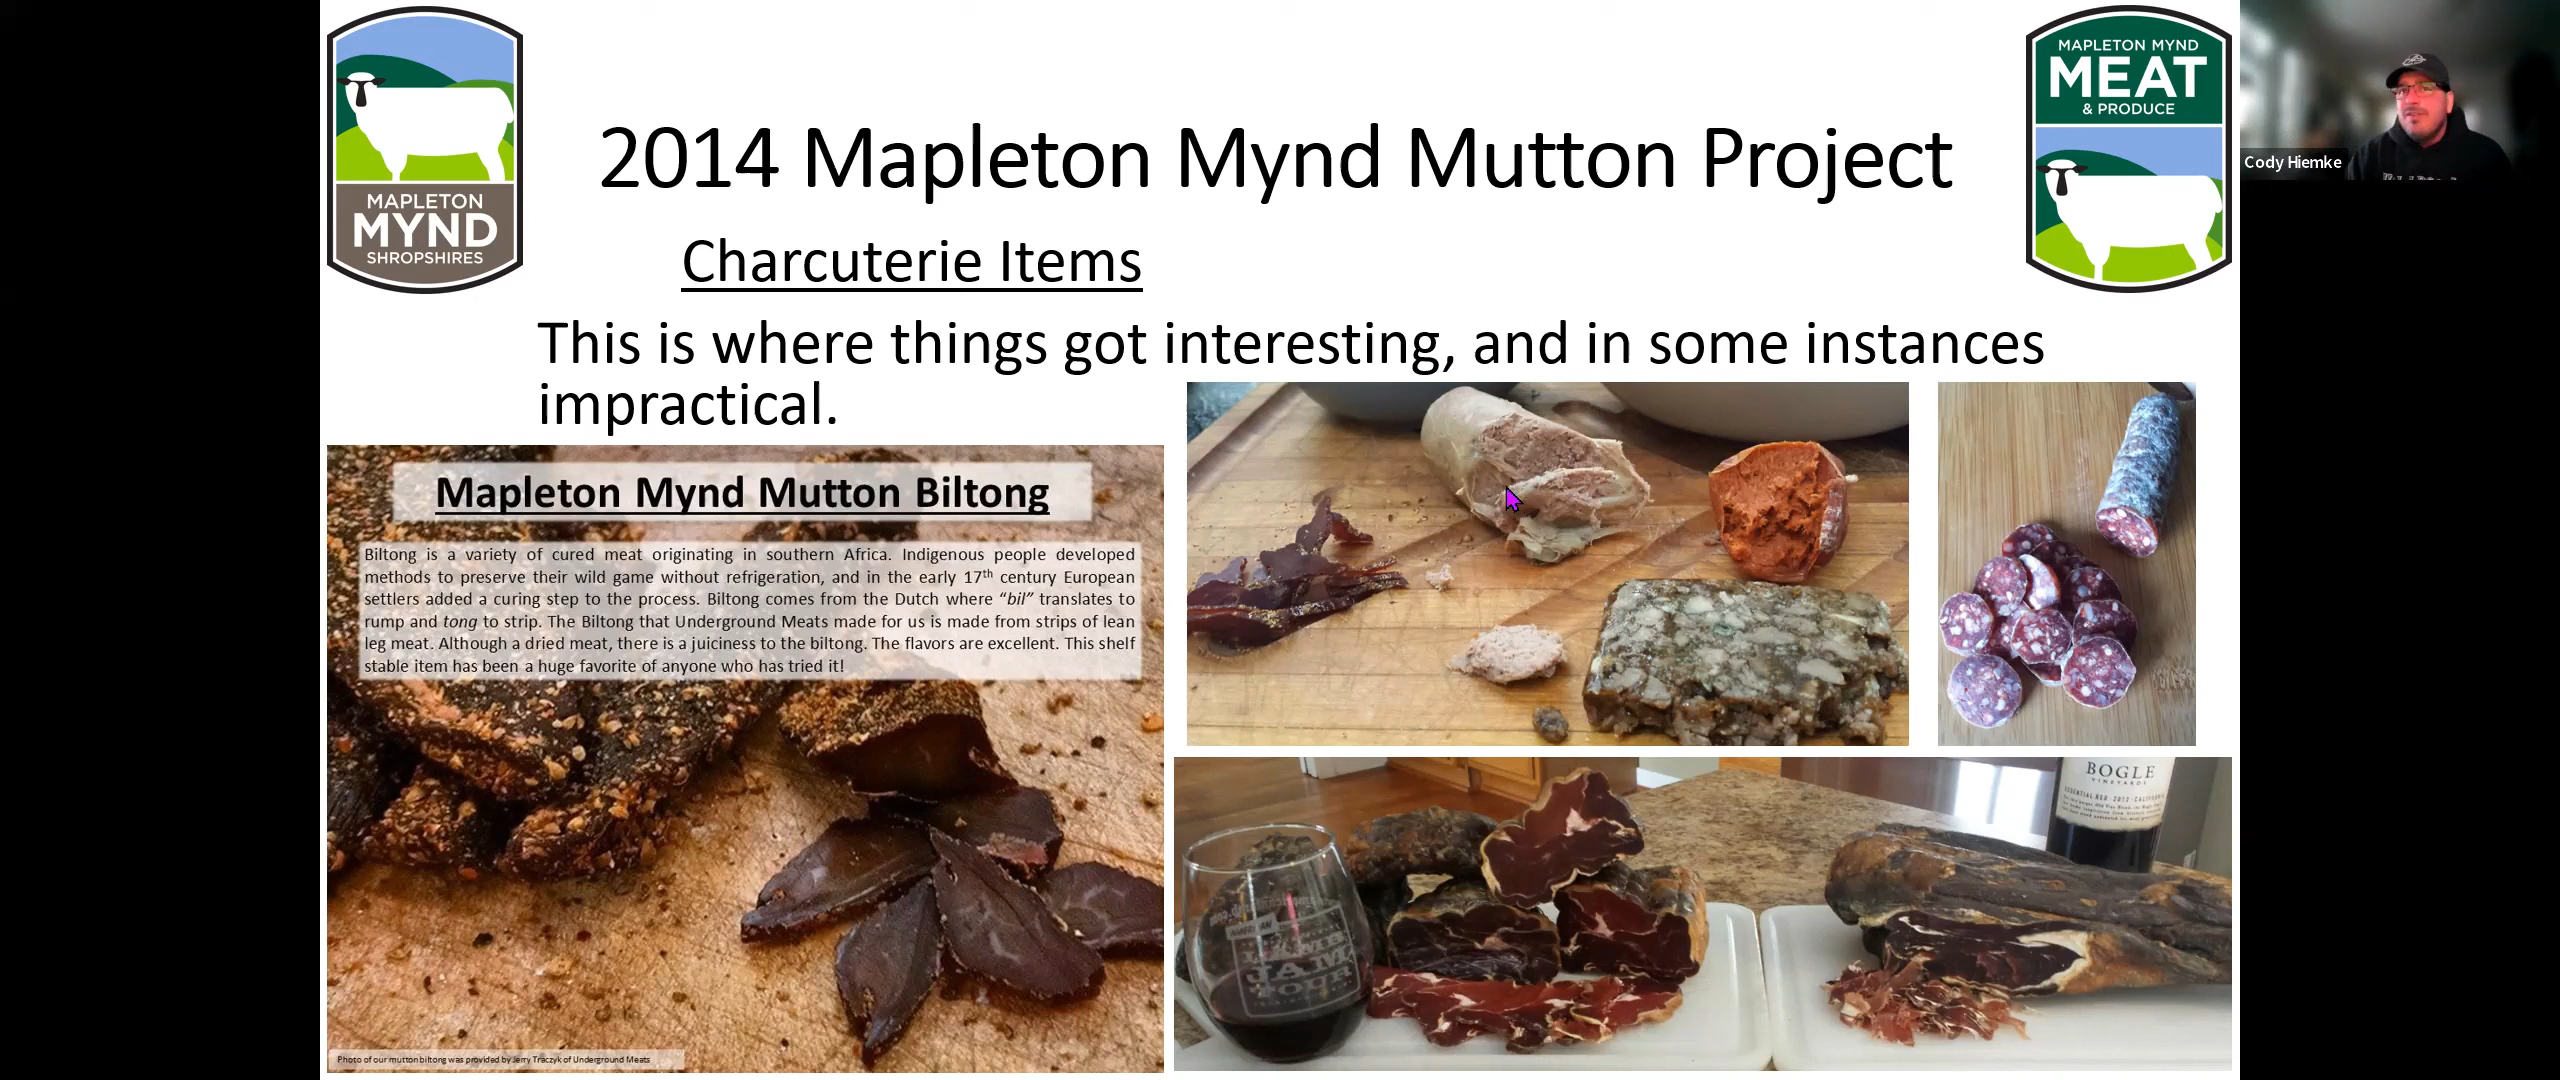 MAPLETON
MYND
SHROPSHIRES
2014 Mapleton Mynd Mutton Project
MAPLETON MYND
MEAT
& PRODUCE
Cody Hiemke
Charcuterie Items
This is where things got interesting, and in some instances
impractical.
Mapleton Mynd Mutton Biltong
Biltong is a variety of cured meat originating in southern Africa. Indigenous people developed
methods to preserve their wild game without refrigeration, and in the early 17th century European
settlers added a curing step to the process. Biltong comes from the Dutch where “bil” translates to
rump and tong to strip. The Biltong that Underground Meats made for us is made from strips of lean
leg meat. Although a dried meat, there is a juiciness to the biltong. The flavors are excellent. This shelf
stable item has been a huge favorite of anyone who has tried it!
Photo of our mutton biltong was provided by Jerry Traczyk of Underground Meats
BOGLE
VINEYARDS
ESSENTIAL RED · 2012 · CALIFORNIA